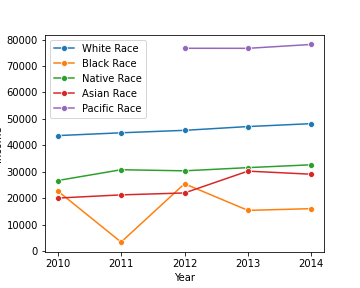 80000
70000
60000
50000
40000
30000
20000
10000
0
White Race
Black Race
Native Race
Asian Race
Pacific Race
2010 2011 2012 2013 2014
Year